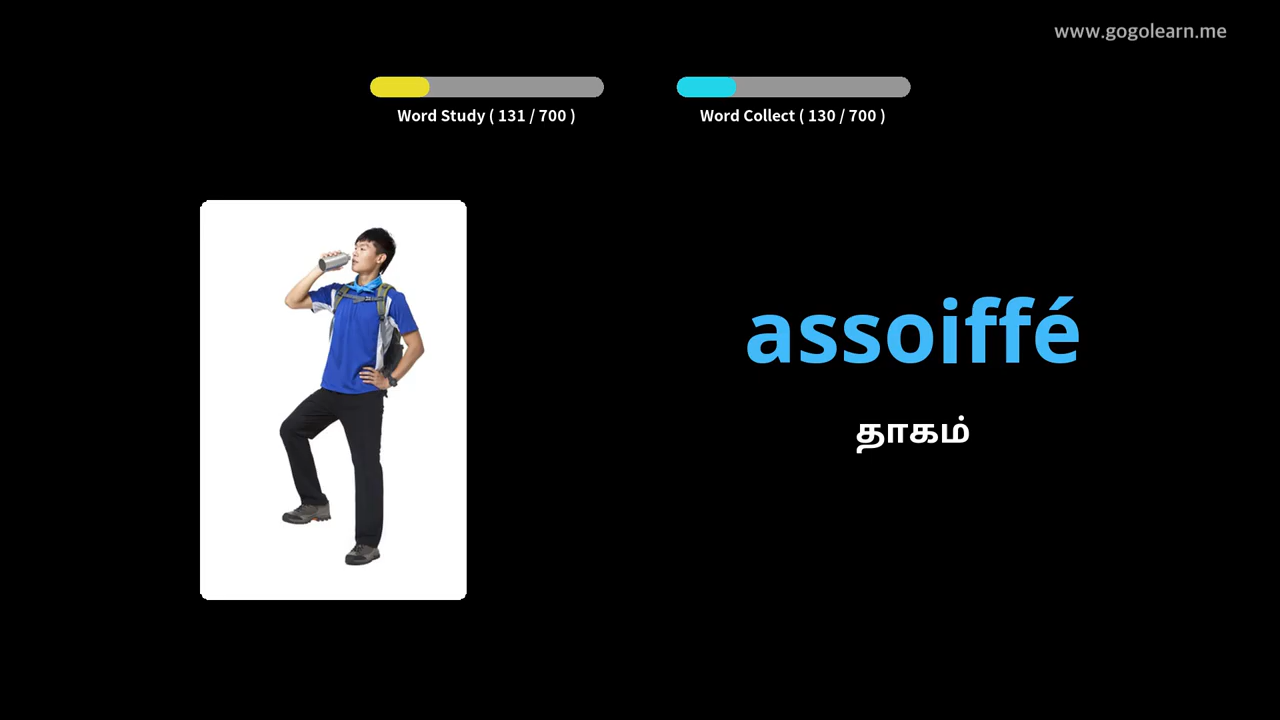 www.gogolearn.me
Word Study ( 131 / 700 )
Word Collect ( 130 / 700 )
assoiffé
தாகம்